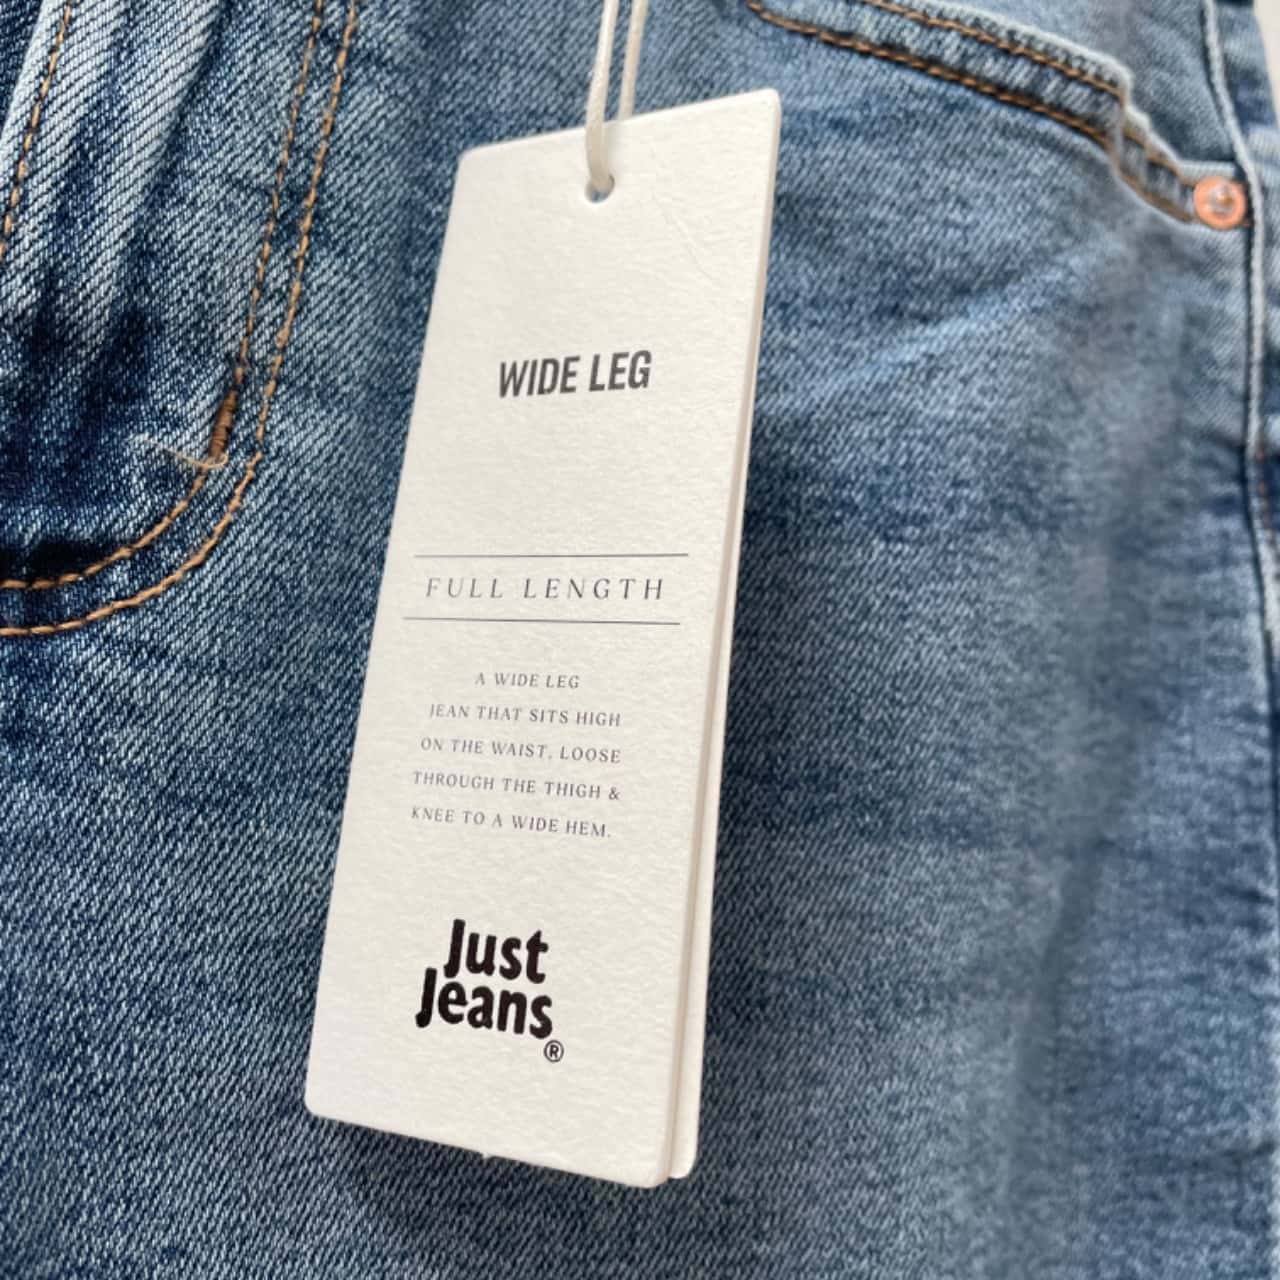 WIDE LEG
FULL LENGTH
A WIDE LEG
JEAN THAT SITS HIGH
ON THE WAIST, LOOSE
THROUGH THE THIGH &
KNEE TO A WIDE HEM.
Just
Jeans
®